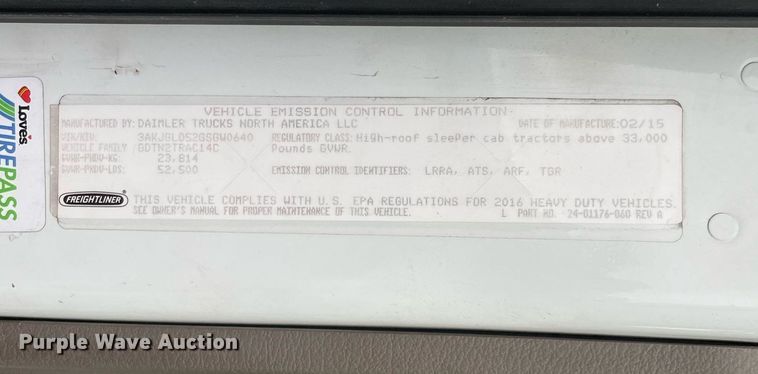 Love's
TIREPASS
VEHICLE EMISSION CONTROL INFORMATION
MANUFACTURED BY: DAIMLER TRUCKS NORTH AMERICA LLC DATE OF MANUFACTURE: 02/15
VIN/NIV: 3AKJGLDS2GSGW0640 REGULATORY CLASS: High-roof sleeper cab tractors above 33,000
VEHICLE FAMILY GDTN2TRAC14C Pounds GVWR.
GVWR-PNDV-KG: 23,814
GVWR-PNDV-LBS: 52,500 EMISSION CONTROL IDENTIFIERS: LRRA, ATS, ARF, TGR
FREIGHTLINER THIS VEHICLE COMPLIES WITH U.S. EPA REGULATIONS FOR 2016 HEAVY DUTY VEHICLES.
SEE OWNER'S MANUAL FOR PROPER MAINTENANCE OF THIS VEHICLE. L PART NO. 24-01176-060 REV A
Purple Wave Auction